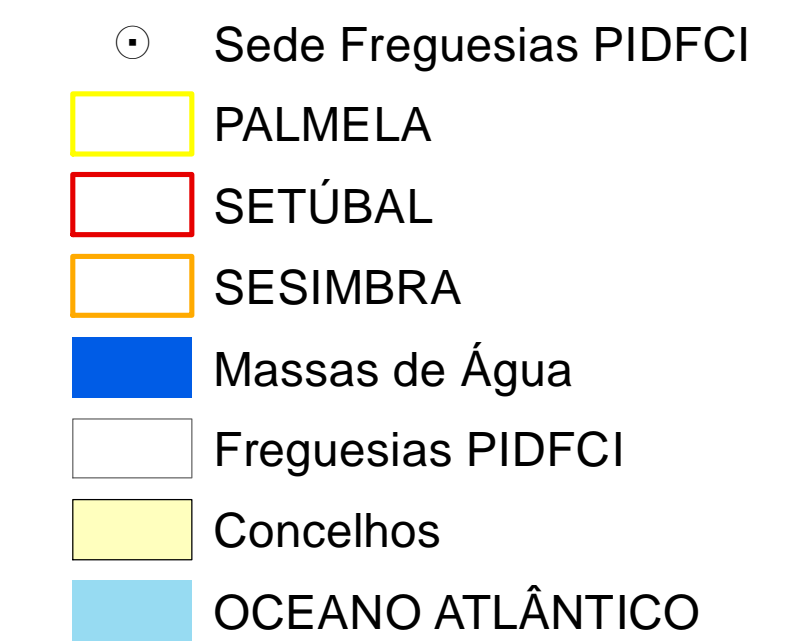 Sede Freguesias PIDFCI
PALMELA
SETÚBAL
SESIMBRA
Massas de Água
Freguesias PIDFCI
Concelhos
OCEANO ATLÂNTICO